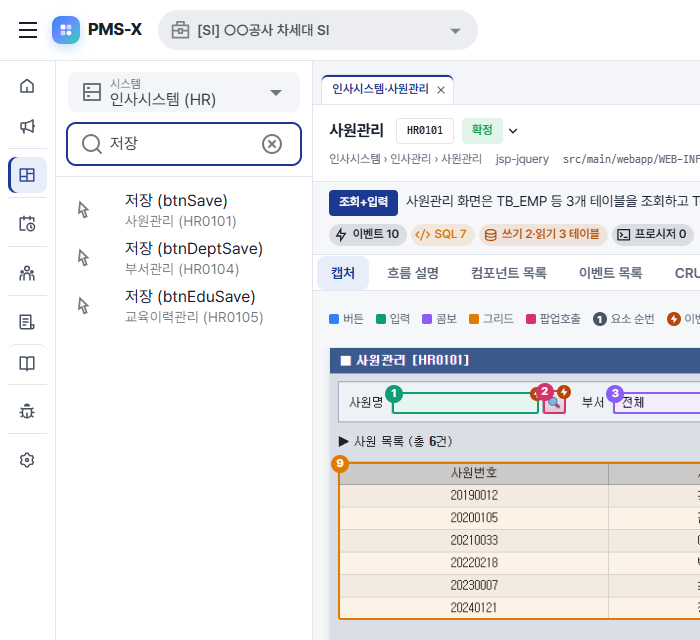 PMS-X
[SI] ○○공사 차세대 SI
시스템
인사시스템 (HR)
저장
저장 (btnSave)
사원관리 (HR0101)
저장 (btnDeptSave)
부서관리 (HR0104)
저장 (btnEduSave)
교육이력관리 (HR0105)
인사시스템·사원관리
사원관리 HR0101 확정
인사시스템 › 인사관리 › 사원관리 jsp-jquery src/main/webapp/WEB-INF
조회+입력 사원관리 화면은 TB_EMP 등 3개 테이블을 조회하고 T
이벤트 10 SQL 7 쓰기 2·읽기 3 테이블 프로시저 0
캡처 흐름 설명 컴포넌트 목록 이벤트 목록 CRU
버튼 입력 콤보 그리드 팝업호출 1 요소 순번 이벤
■ 사원관리 [HR0101]
사원명 1 2 부서 3 전체
▶ 사원 목록 (총 6건)
9
사원번호
20190012
20200105
20210033
20220218
20230007
20240121